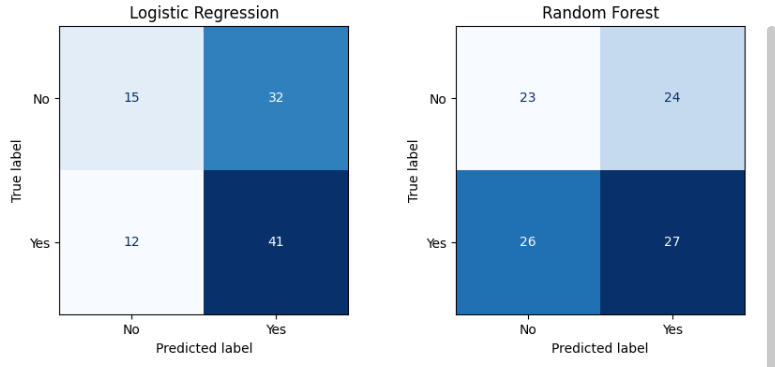 Logistic Regression
No
15
32
Yes
12
41
No
Yes
True label
Predicted label
Random Forest
No
23
24
Yes
26
27
No
Yes
True label
Predicted label